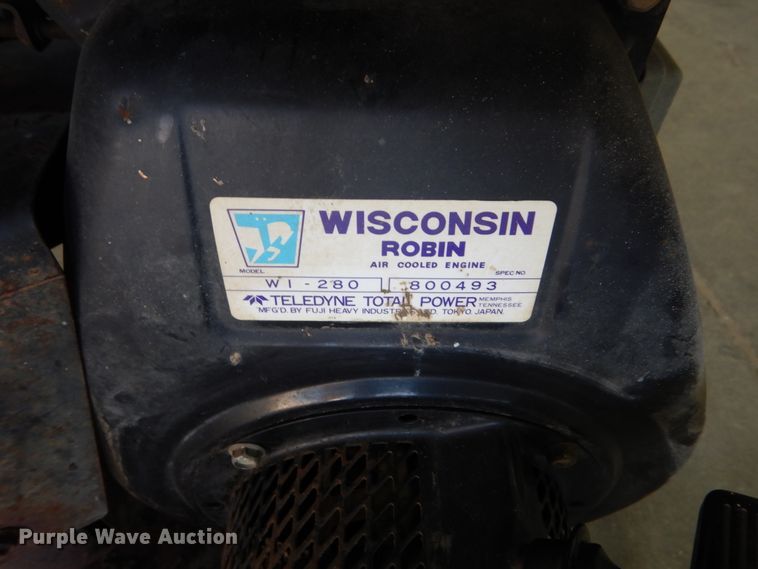 WISCONSIN
ROBIN
AIR COOLED ENGINE
MODEL SPEC NO.
WI-280 800493
TELEDYNE TOTAL POWER MEMPHIS TENNESSEE
MFG'D. BY FUJI HEAVY LTD. TOKYO, JAPAN.
Purple Wave Auction